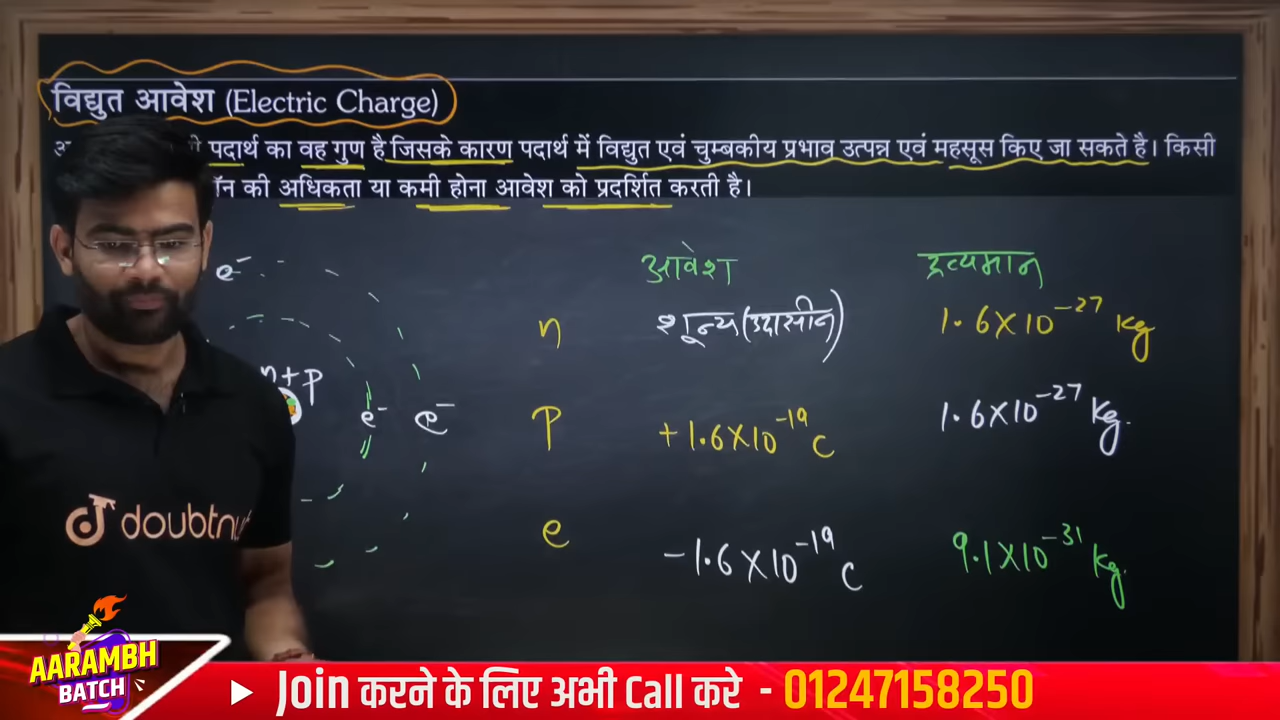 विद्युत आवेश (Electric Charge)
पदार्थ का वह गुण है जिसके कारण पदार्थ में विद्युत एवं चुम्बकीय प्रभाव उत्पन्न एवं महसूस किए जा सकते है। किसी
की अधिकता या कमी होना आवेश को प्रदर्शित करती है।
आवेश द्रव्यमान
e⁻
n शून्य (उदासीन) 1.6×10⁻²⁷ kg
n+p
e⁻ e⁻
p +1.6×10⁻¹⁹ C 1.6×10⁻²⁷ kg.
e -1.6×10⁻¹⁹ C 9.1×10⁻³¹ kg.
doubtnut
AARAMBH
BATCH
Join करने के लिए अभी Call करे - 01247158250